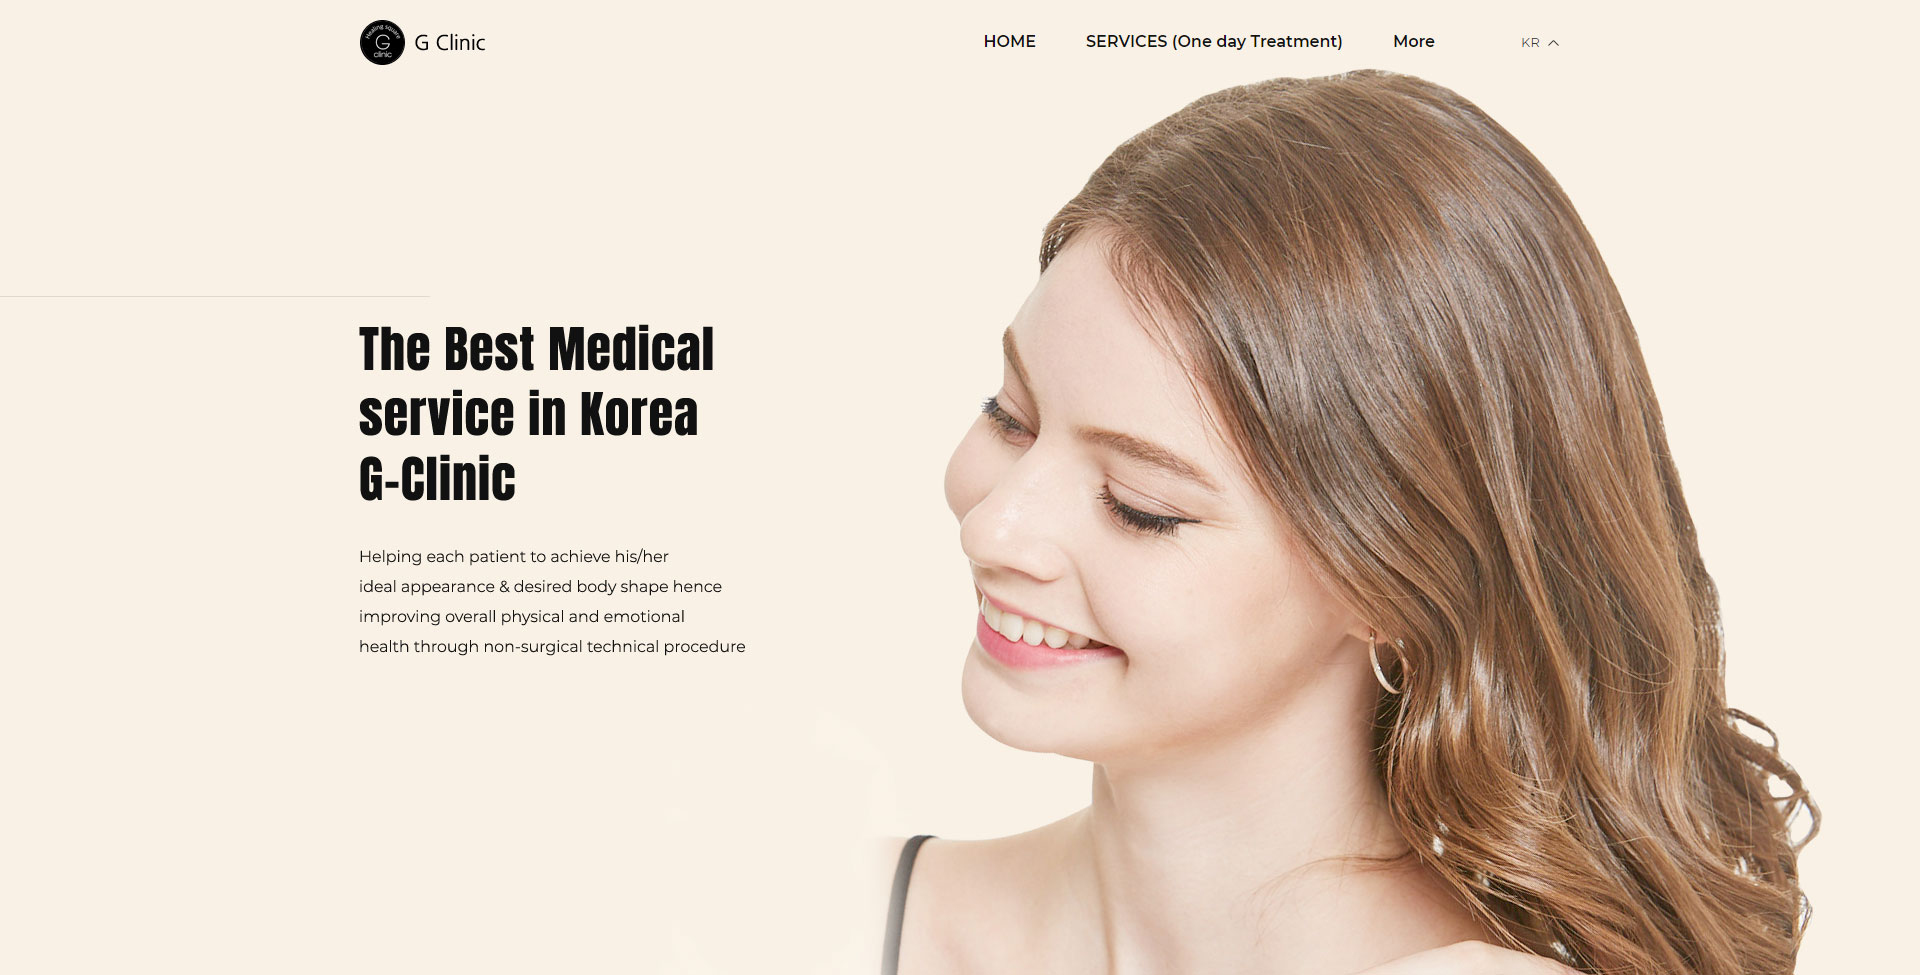 Healing square
G
clinic
G Clinic
HOME
SERVICES (One day Treatment)
More
KR
The Best Medical
service in Korea
G-Clinic
Helping each patient to achieve his/her
ideal appearance & desired body shape hence
improving overall physical and emotional
health through non-surgical technical procedure